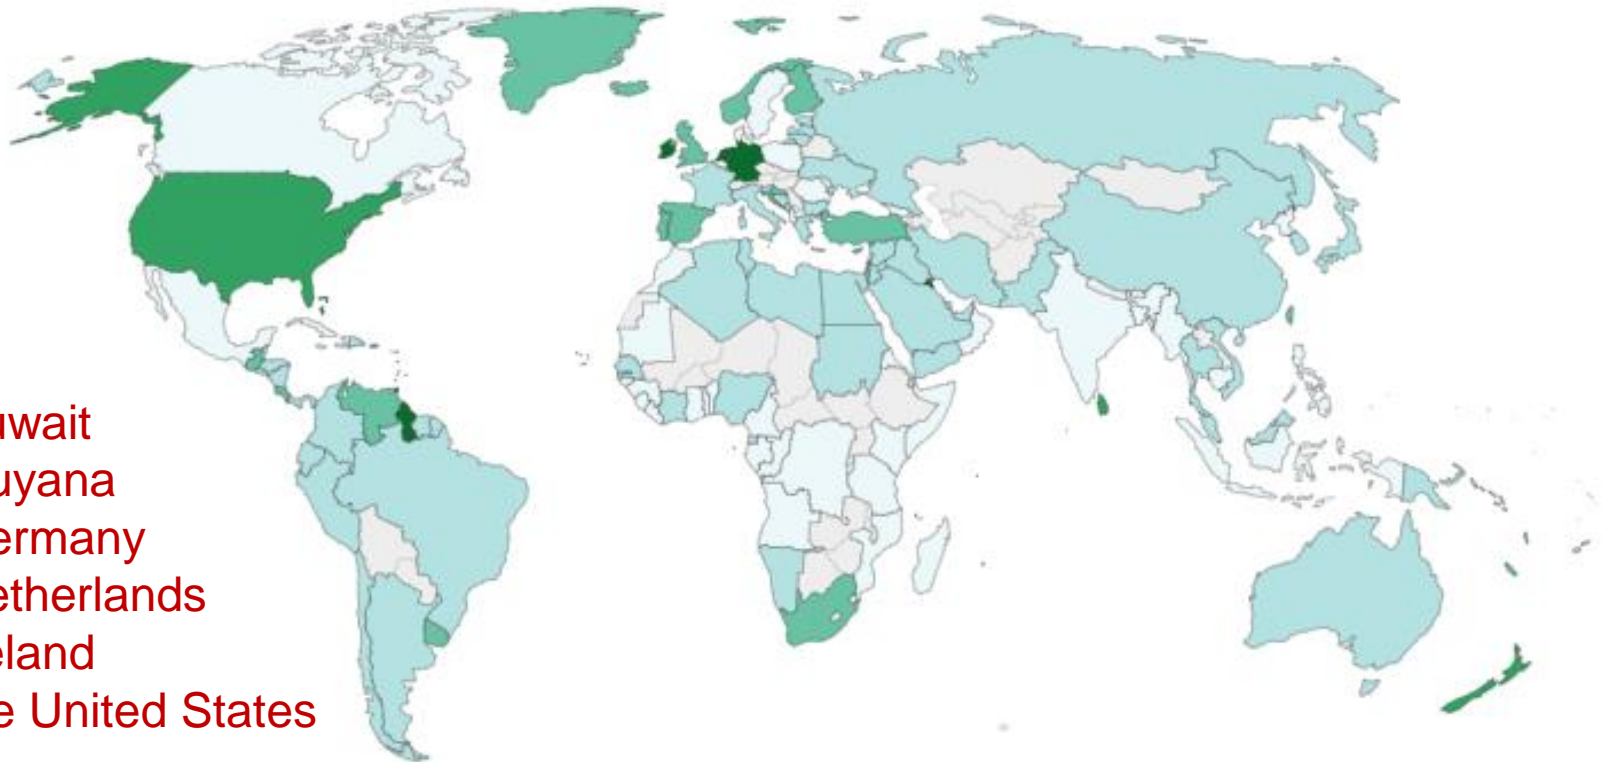 uwait
uyana
ermany
etherlands
eland
e United States